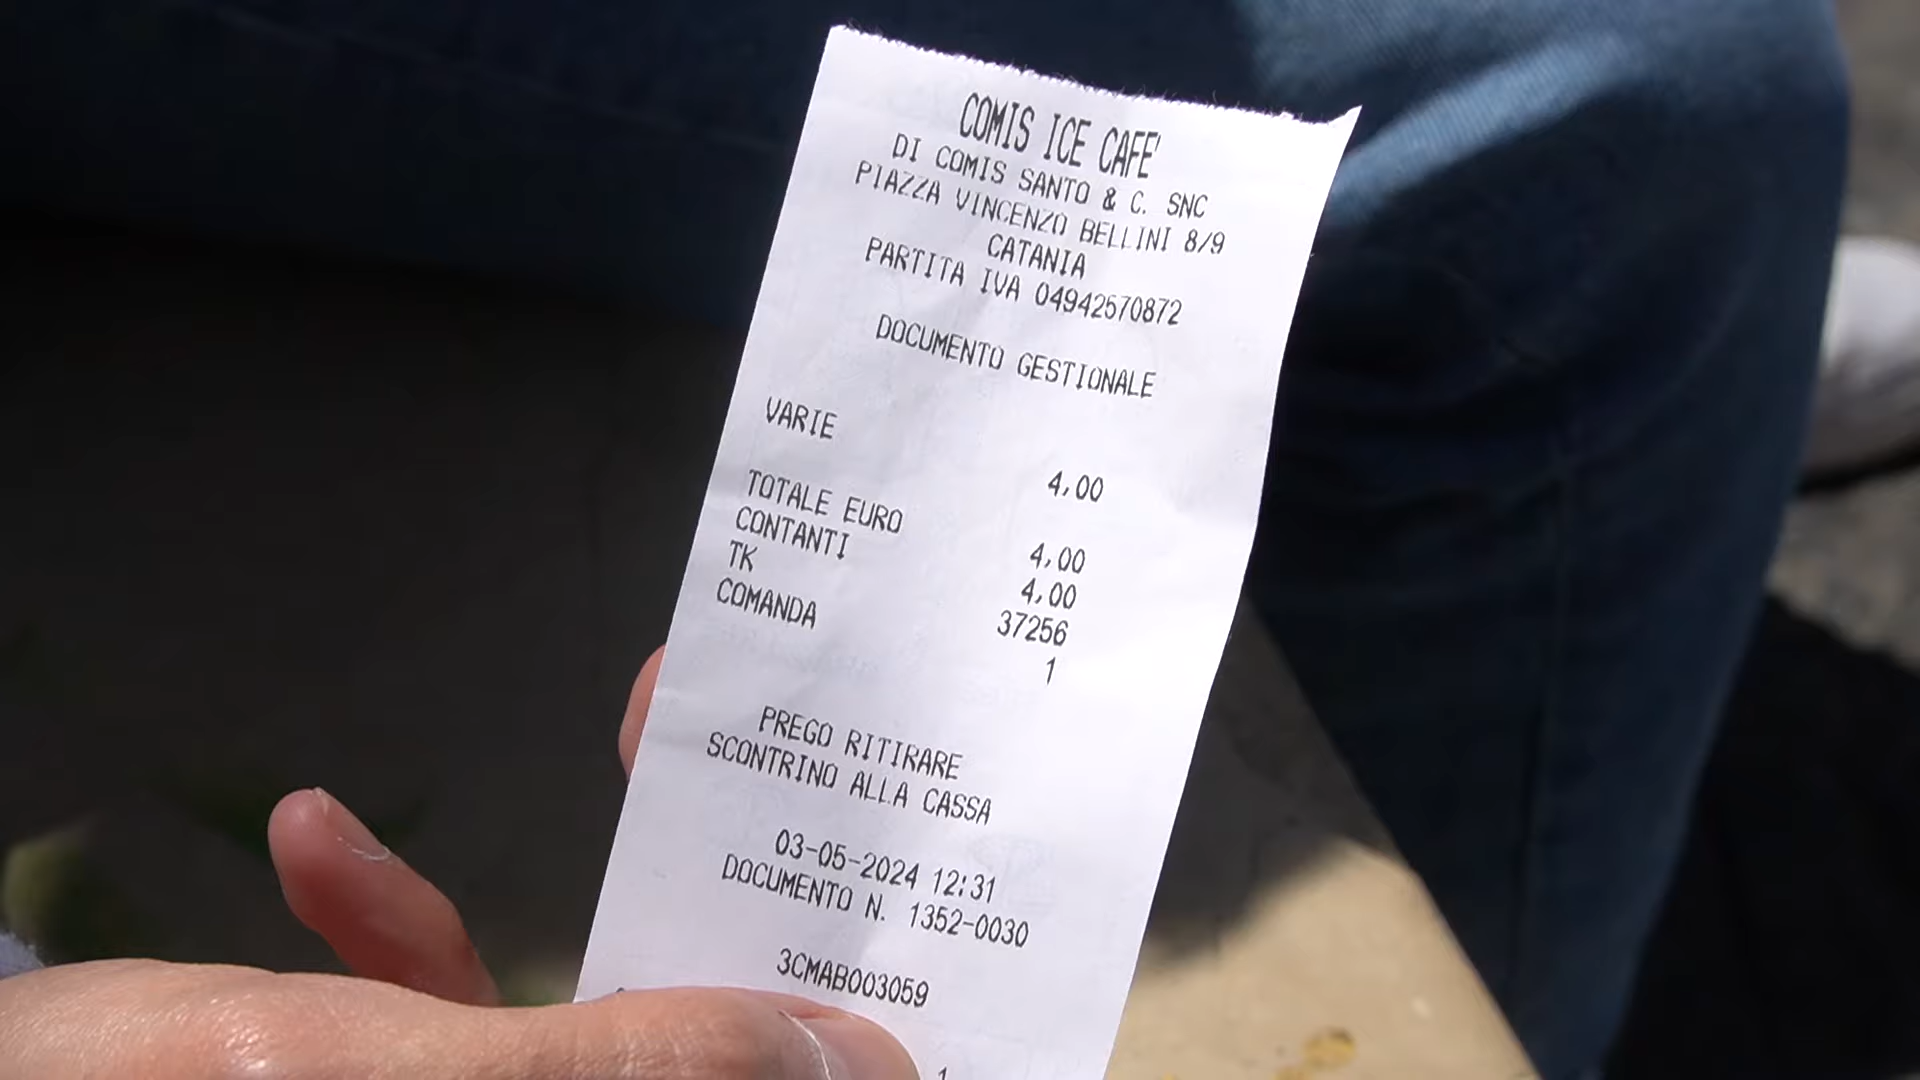 COMIS ICE CAFE'
DI COMIS SANTO & C. SNC
PIAZZA VINCENZO BELLINI 8/9
CATANIA
PARTITA IVA 04942570872
DOCUMENTO GESTIONALE
VARIE 4,00
TOTALE EURO 4,00
CONTANTI 4,00
TK 37256
COMANDA 1
PREGO RITIRARE
SCONTRINO ALLA CASSA
03-05-2024 12:31
DOCUMENTO N. 1352-0030
3CMAB003059